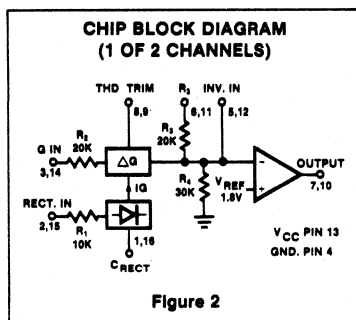 CHIP BLOCK DIAGRAM
(1 OF 2 CHANNELS)
THD TRIM
8,9
R3
6,11
INV. IN
5,12
R2
20K
G IN
3,14
ΔG
R3
20K
R4
30K
VREF
1.8V
OUTPUT
7,10
IG
RECT. IN
2,15
R1
10K
1,16
CRECT
VCC PIN 13
GND. PIN 4
Figure 2